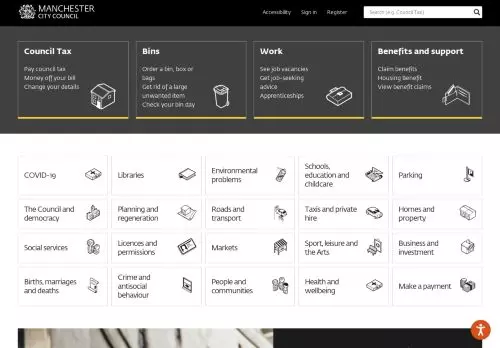 MANCHESTER
CITY COUNCIL
Accessibility Sign in Register
Search (e.g. Council Tax)
Council Tax
Pay council tax
Money off your bill
Change your details
Bins
Order a bin, box or
bags
Get rid of a large
unwanted item
Check your bin day
Work
See job vacancies
Get job-seeking
advice
Apprenticeships
Benefits and support
Claim benefits
Housing Benefit
View benefit claims
COVID-19
Libraries
Environmental
problems
Schools,
education and
childcare
Parking
The Council and
democracy
Planning and
regeneration
Roads and
transport
Taxis and private
hire
Homes and
property
Social services
Licences and
permissions
Markets
Sport, leisure and
the Arts
Business and
investment
Births, marriages
and deaths
Crime and
antisocial
behaviour
People and
communities
Health and
wellbeing
Make a payment